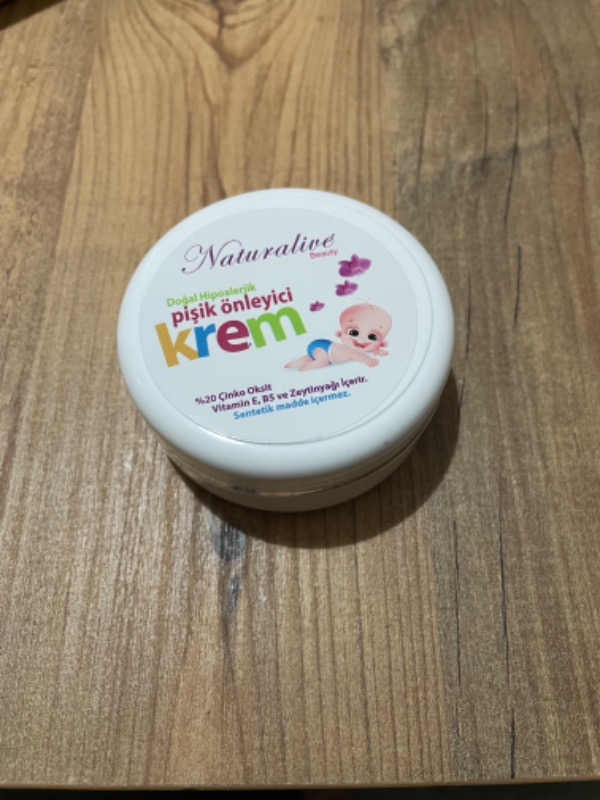 Naturalive
Beauty
Doğal Hipoalerjik
pişik önleyici
krem
%20 Çinko Oksit
Vitamin E, B5 ve Zeytinyağı İçerir.
Sentetik madde içermez.